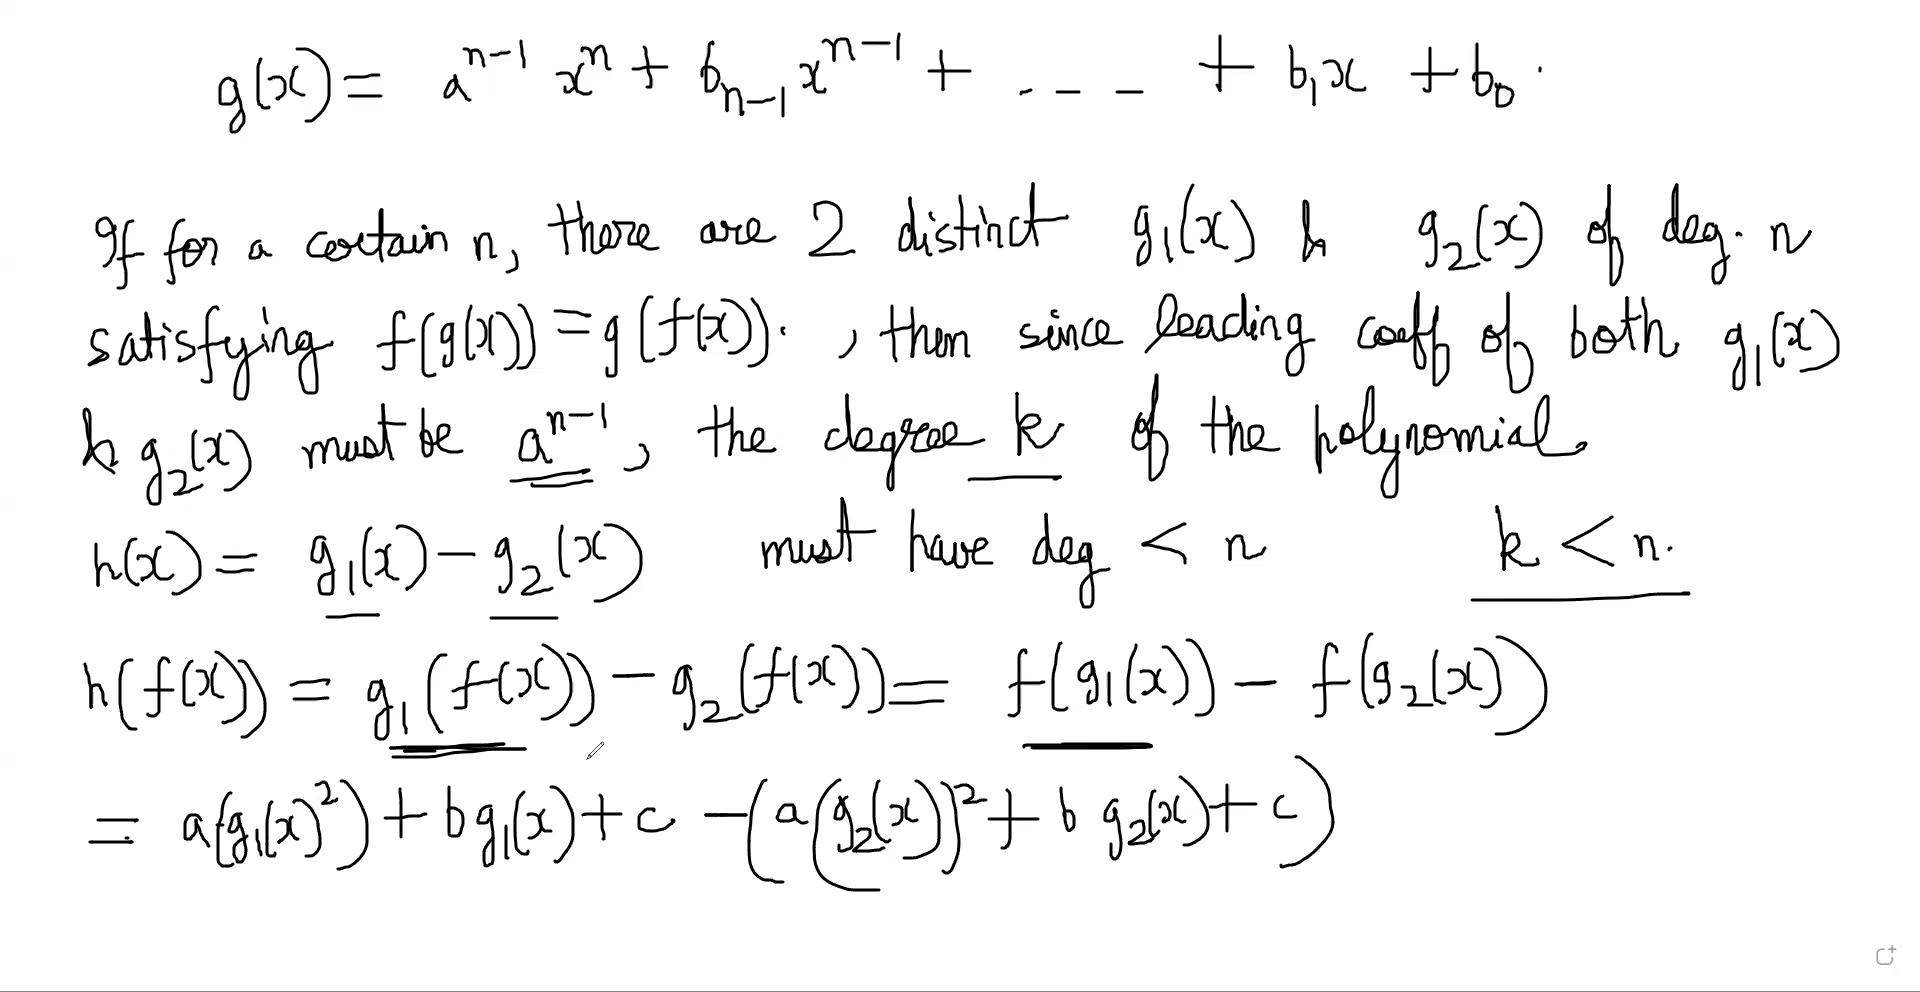 g(x) = a^{n-1} x^n + b_{n-1} x^{n-1} + . - - - + b_1x + b_0 .
If for a certain n, there are 2 distinct g_1(x) & g_2(x) of deg. n
satisfying f(g(x)) = g(f(x)). , then since leading coeff of both g_1(x)
& g_2(x) must be a^{n-1}, the degree k of the polynomial
h(x) = g_1(x) - g_2(x) must have deg < n k < n.
h(f(x)) = g_1(f(x)) - g_2(f(x)) = f(g_1(x)) - f(g_2(x))
= a(g_1(x)^2) + b g_1(x) + c - (a(g_2(x))^2 + b g_2(x) + c)